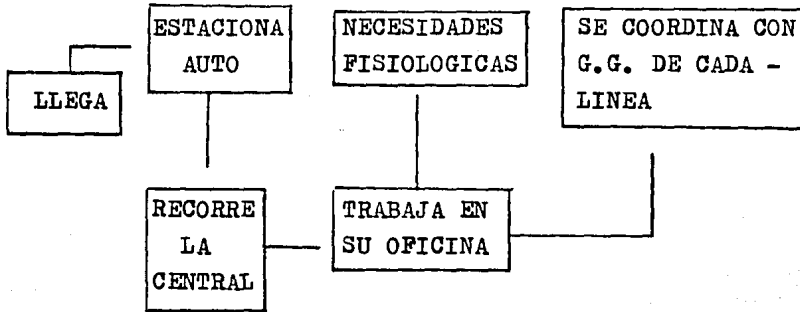 LLEGA
ESTACIONA
AUTO
RECORRE
LA
CENTRAL
NECESIDADES
FISIOLOGICAS
TRABAJA EN
SU OFICINA
SE COORDINA CON
G.G. DE CADA -
LINEA